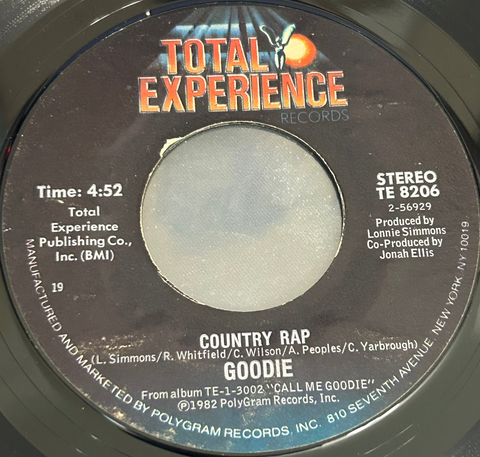 TOTAL
EXPERIENCE
RECORDS
Time: 4:52
Total
Experience
Publishing Co.,
Inc. (BMI)
19
STEREO
TE 8206
2-56929
Produced by
Lonnie Simmons
Co-Produced by
Jonah Ellis
COUNTRY RAP
(L. Simmons/R. Whitfield/C. Wilson/A. Peoples/C. Yarbrough)
GOODIE
From album TE-1-3002 "CALL ME GOODIE"
Ⓟ1982 PolyGram Records, Inc.
MANUFACTURED AND MARKETED BY POLYGRAM RECORDS, INC. 810 SEVENTH AVENUE, NEW YORK, NY 10019